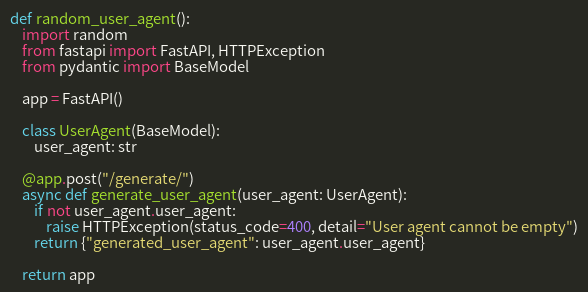 def random_user_agent():
import random
from fastapi import FastAPI, HTTPException
from pydantic import BaseModel
app = FastAPI()
class UserAgent(BaseModel):
user_agent: str
@app.post("/generate/")
async def generate_user_agent(user_agent: UserAgent):
if not user_agent.user_agent:
raise HTTPException(status_code=400, detail="User agent cannot be empty")
return {"generated_user_agent": user_agent.user_agent}
return app